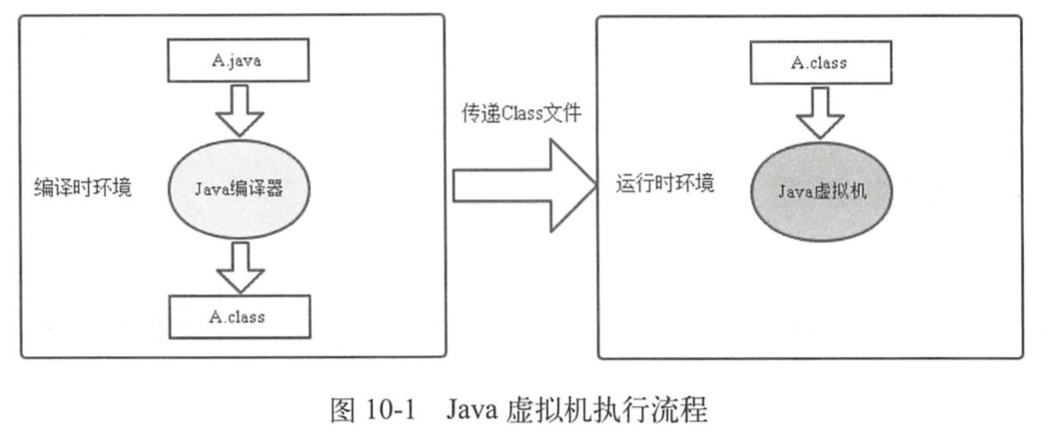 A.java
编译时环境
Java编译器
A.class
传递Class文件
A.class
运行时环境
Java虚拟机
图 10-1 Java 虚拟机执行流程